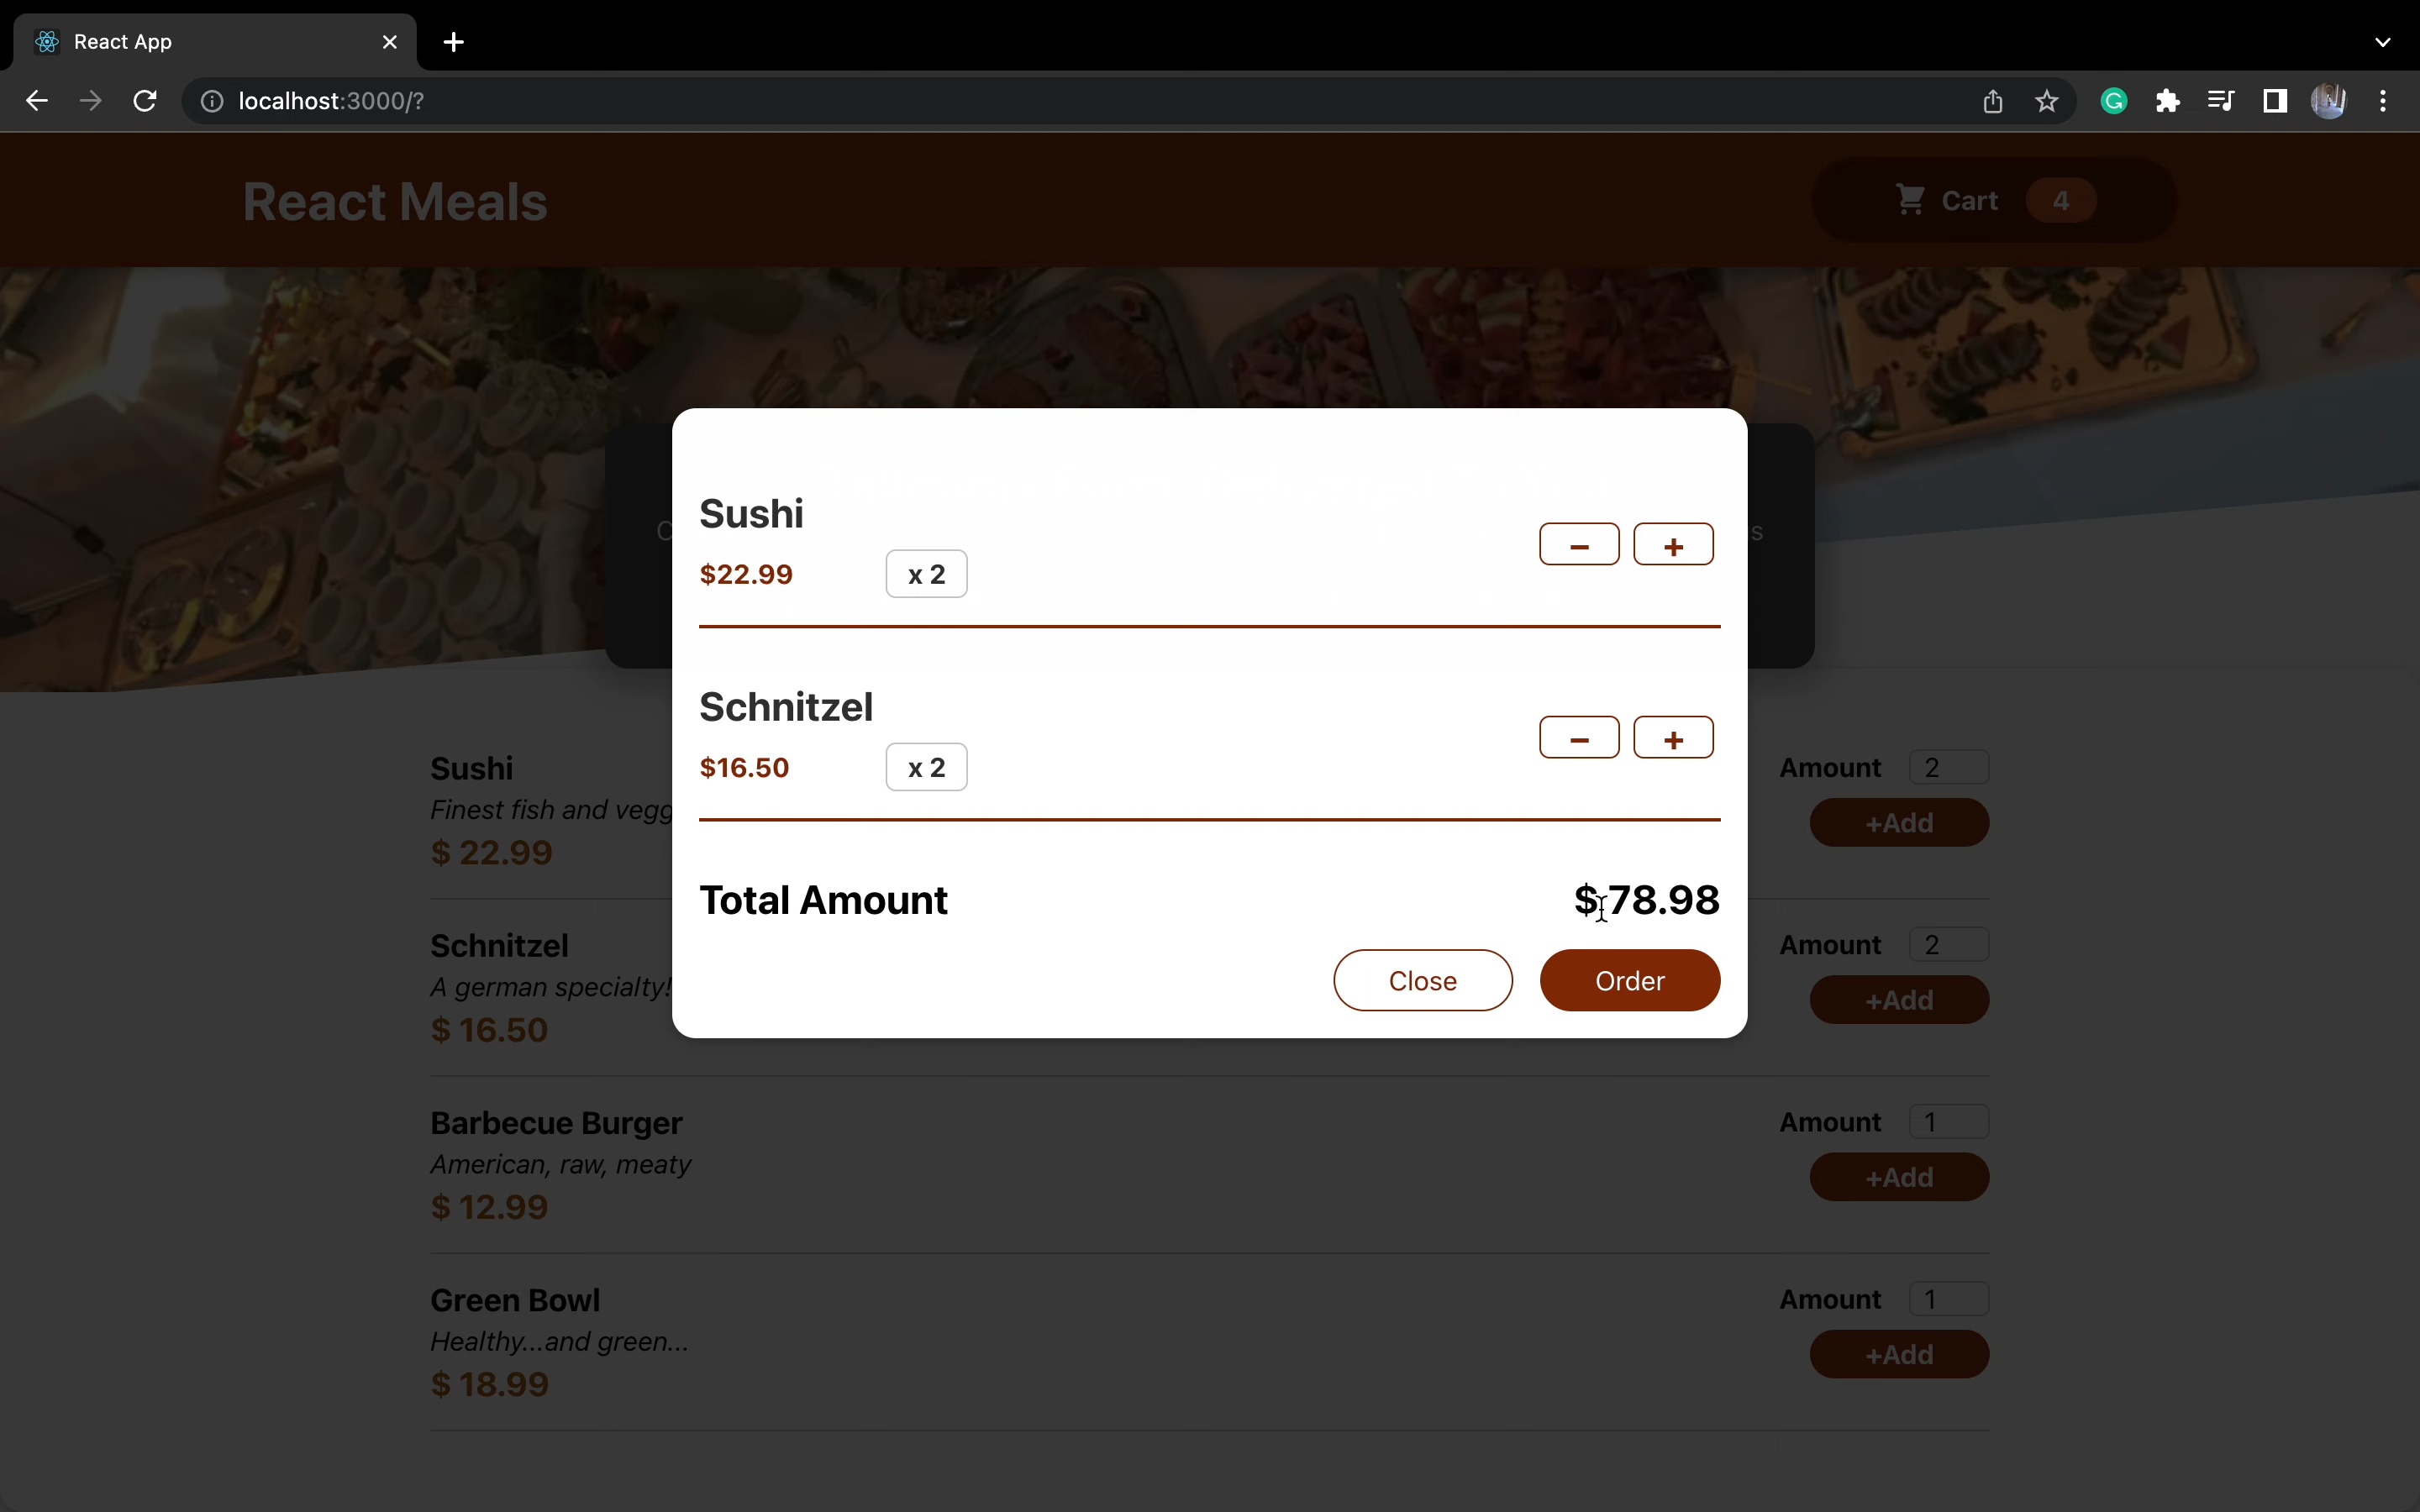 React App
localhost:3000/?
React Meals
Cart 4
Sushi
$22.99 x 2
− +
Schnitzel
$16.50 x 2
− +
Total Amount $78.98
Close Order
Sushi
Finest fish and vegg
$ 22.99
Amount 2
+Add
Schnitzel
A german specialty!
$ 16.50
Amount 2
+Add
Barbecue Burger
American, raw, meaty
$ 12.99
Amount 1
+Add
Green Bowl
Healthy...and green...
$ 18.99
Amount 1
+Add